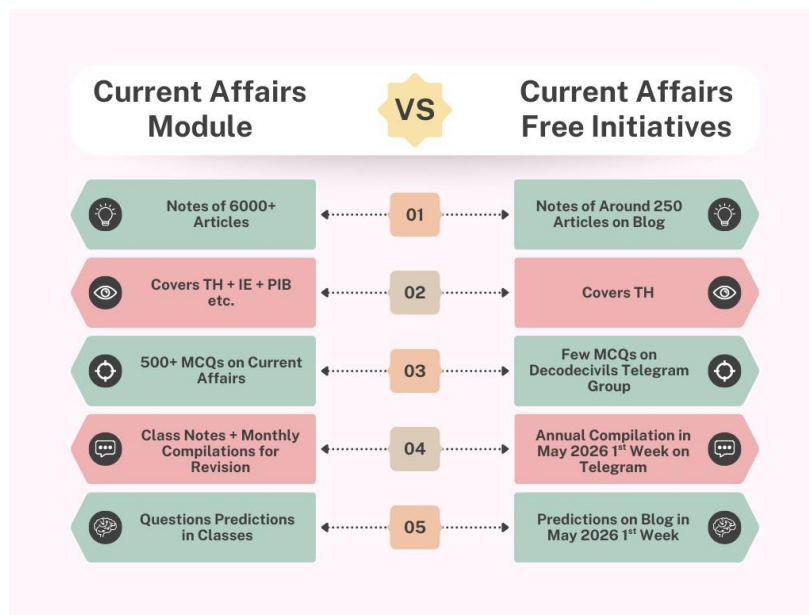 Current Affairs
Module
VS
Current Affairs
Free Initiatives
Notes of 6000+
Articles
01
Notes of Around 250
Articles on Blog
Covers TH + IE + PIB
etc.
02
Covers TH
500+ MCQs on Current
Affairs
03
Few MCQs on
Decodecivils Telegram
Group
Class Notes + Monthly
Compilations for
Revision
04
Annual Compilation in
May 2026 1st Week on
Telegram
Questions Predictions
in Classes
05
Predictions on Blog in
May 2026 1st Week